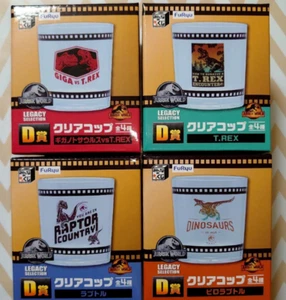 FuRyu
GIGA VS. T.REX
JURASSIC WORLD
LEGACY
SELECTION
D賞
クリアコップ 全4種
ギガノトサウルスVST.REX
FuRyu
T. REX
ENCOUNTER
JURASSIC WORLD
LEGACY
SELECTION
D賞
クリアコップ 全4種
T.REX
FuRyu
RAPTOR
COUNTRY
JURASSIC WORLD
LEGACY
SELECTION
D賞
クリアコップ 全4種
ラプトル
FuRyu
DINOSAURS
JURASSIC WORLD
LEGACY
SELECTION
D賞
クリアコップ 全4種
ピロラプトル